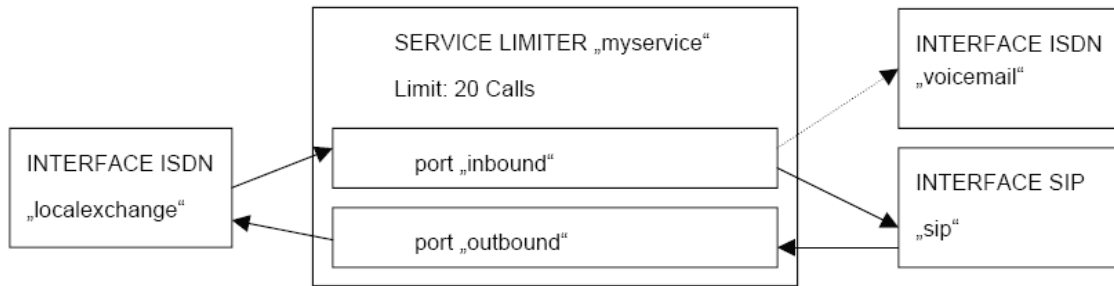 SERVICE LIMITER „myservice“
Limit: 20 Calls
port „inbound“
port „outbound“
INTERFACE ISDN
„localexchange“
INTERFACE ISDN
„voicemail“
INTERFACE SIP
„sip“